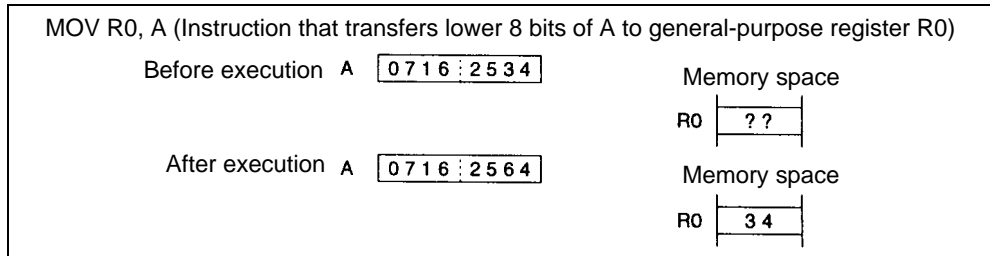 MOV R0, A (Instruction that transfers lower 8 bits of A to general-purpose register R0)
Before execution A 0716 2534
Memory space
R0 ??
After execution A 0716 2564
Memory space
R0 34